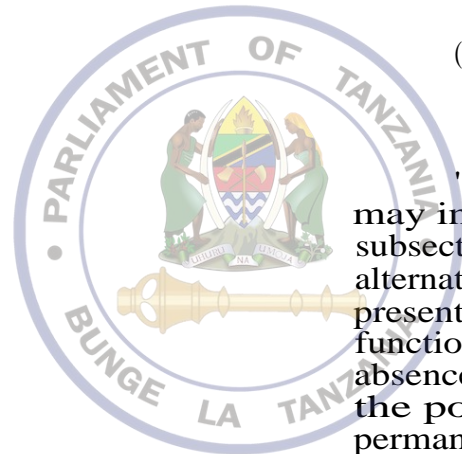 PARLIAMENT OF TANZANIA
UHURU NA UMOJA
BUNGE LA TANZANIA
(
may in
subsect
alternat
present
functio
absence
the po
perman